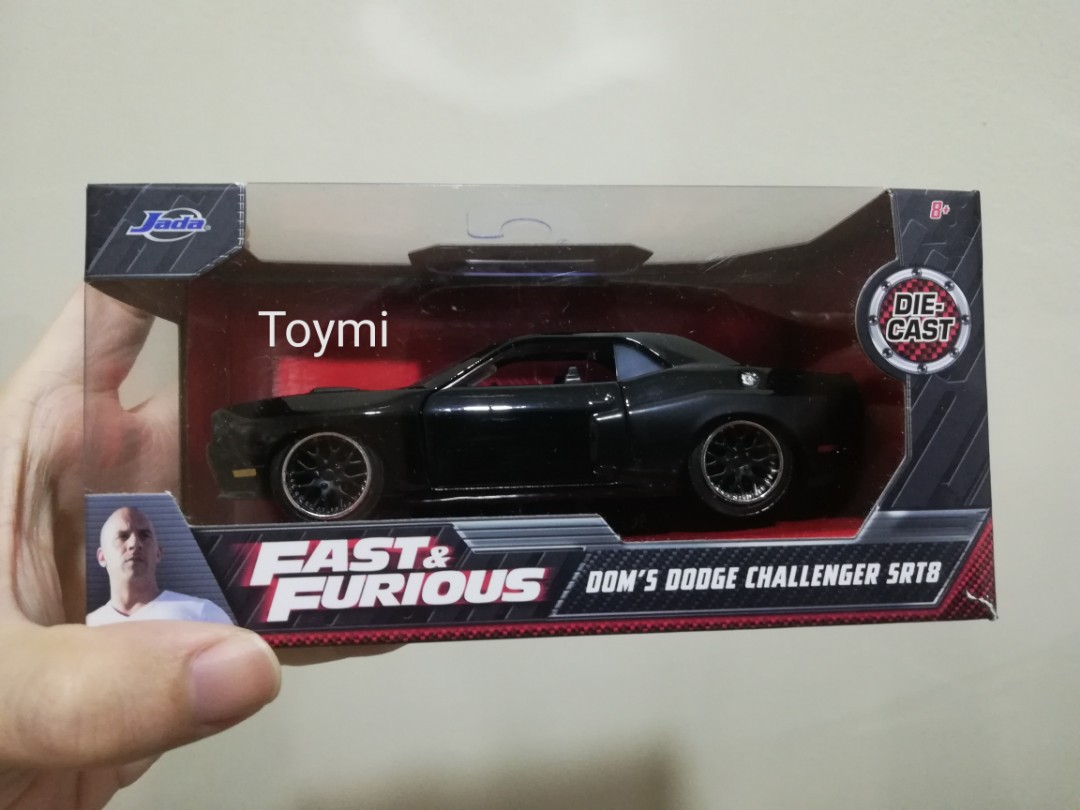 Jada
8+
DIE-
CAST
Toymi
FAST &
FURIOUS
DOM'S DODGE CHALLENGER SRT8